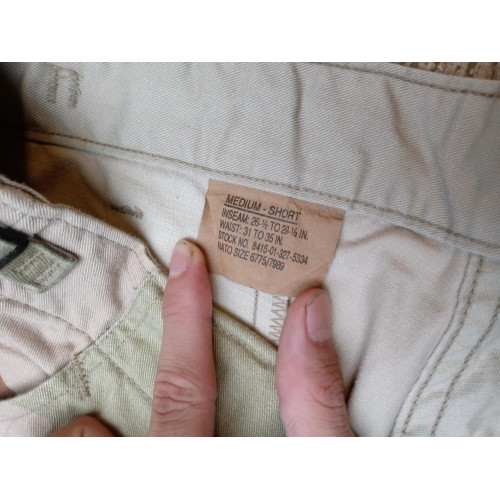 MEDIUM - SHORT
INSEAM: 26-½ TO 29-½ IN.
WAIST: 31 TO 35 IN.
STOCK NO. 8415-01-327-5334
NATO SIZE 6775/7989